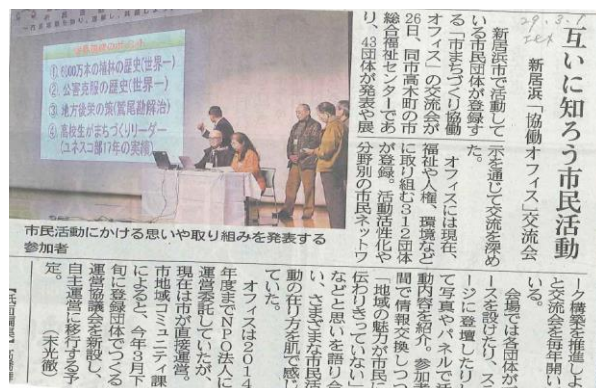 29.3.1
互いに知ろう市民活動
新居浜「協働オフィス」交流会
新居浜市で活動して
いる市民団体が登録す
る「市まちづくり協働
オフィス」の交流会が
26日、同市高木町の市
総合福祉センターであ
り、43団体が発表や展
示を通じて交流を深め
た。
オフィスには現在、
福祉や人権、環境など
に取り組む312団体
が登録。活動活性化や
分野別の市民ネットワ
ーク構築を推進しよ
と交流会を毎年開い
いる。
会場では各団体が
ースを設けたり、ス
ージに登壇したり
て写真やパネルで活
動内容を紹介。参加者
間で情報交換しつつ
「地域の魅力が市民に
伝わりきっていない」
などと思いを語り合
い、さまざまな市民活
動の在り方を肌で感じ
ていた。
オフィスは2014
年度までNPO法人に
運営委託していたが、
現在は市が直接運営。
市地域コミュニティ課
によると、今年3月下
旬に登録団体でつくる
運営協議会を新設し、
自主運営に移行する予
定。
(末光徹)
①6000万本の植林の歴史(世界一)
②公害克服の歴史(世界一)
③地方後栄の策(鷲尾勘解治)
④高校生がまちづくりリーダー
(ユネスコ部17年の実績)
市民活動にかける思いや取り組みを発表する
参加者